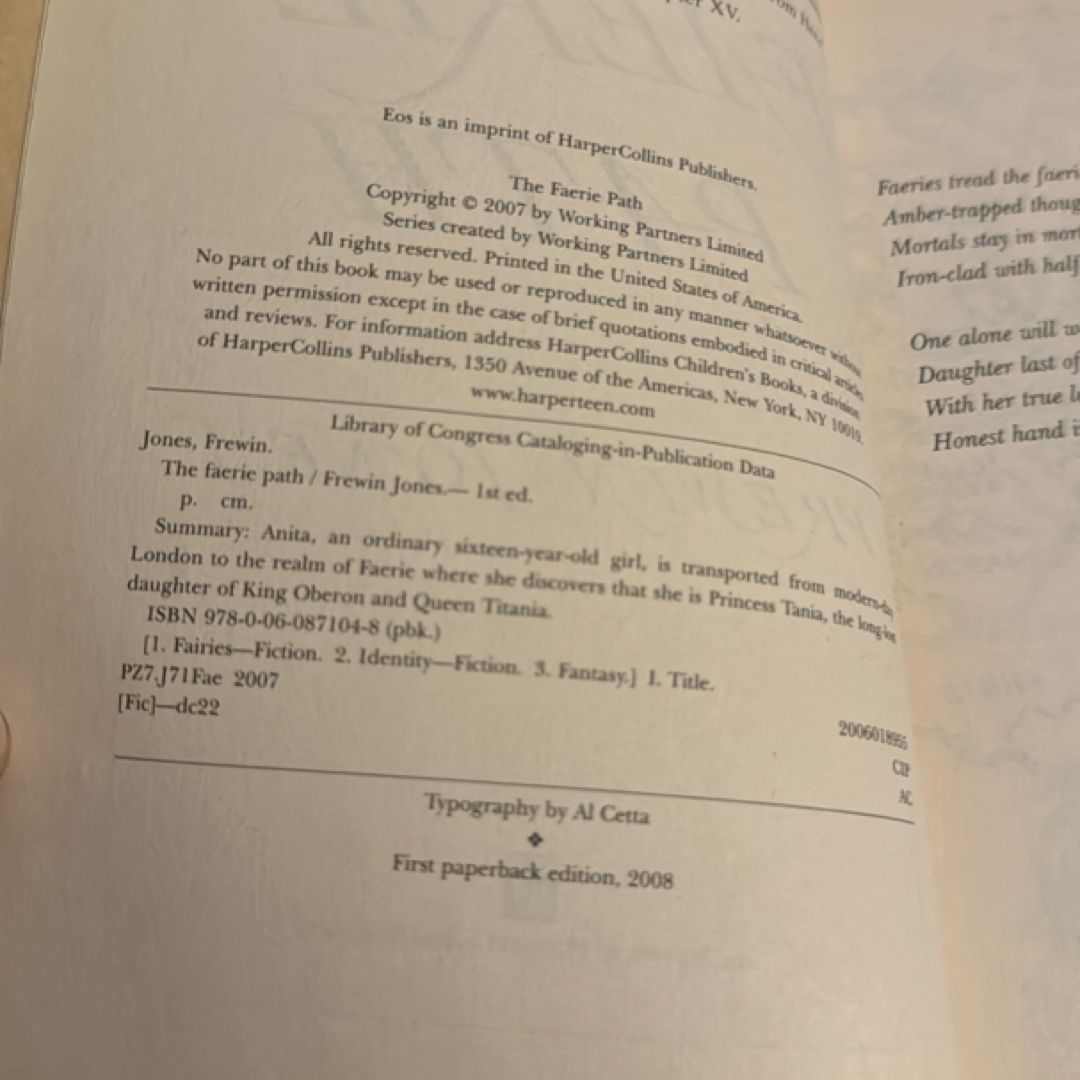 XV.
Eos is an imprint of HarperCollins Publishers.
The Faerie Path
Copyright © 2007 by Working Partners Limited
Series created by Working Partners Limited
All rights reserved. Printed in the United States of America.
No part of this book may be used or reproduced in any manner whatsoever without
written permission except in the case of brief quotations embodied in critical articles
and reviews. For information address HarperCollins Children's Books, a division
of HarperCollins Publishers, 1350 Avenue of the Americas, New York, NY 10019.
www.harperteen.com
Library of Congress Cataloging-in-Publication Data
Jones, Frewin.
The faerie path / Frewin Jones.— 1st ed.
p. cm.
Summary: Anita, an ordinary sixteen-year-old girl, is transported from modern-day
London to the realm of Faerie where she discovers that she is Princess Tania, the long-lost
daughter of King Oberon and Queen Titania.
ISBN 978-0-06-087104-8 (pbk.)
[1. Fairies—Fiction. 2. Identity—Fiction. 3. Fantasy.] I. Title.
PZ7.J71Fae 2007
[Fic]—dc22
2006018955
CIP
AC
Typography by Al Cetta
❖
First paperback edition, 2008
Faeries tread the faeri
Amber-trapped thoug
Mortals stay in mor
Iron-clad with half
One alone will w
Daughter last of
With her true l
Honest hand i